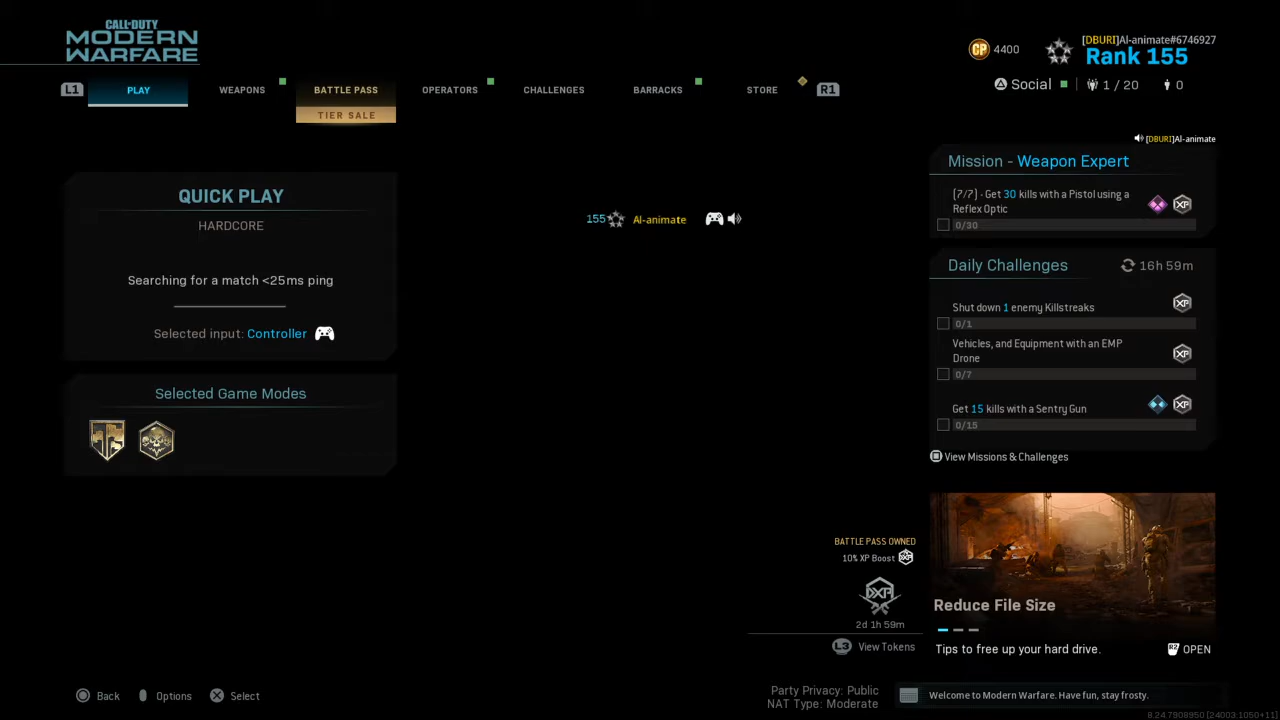 CALL OF DUTY
MODERN
WARFARE
CP 4400
[DBURI]Al-animate#6746927
Rank 155
L1
PLAY
WEAPONS
BATTLE PASS
OPERATORS
CHALLENGES
BARRACKS
STORE
R1
TIER SALE
Social
1 / 20
0
[DBURI]Al-animate
QUICK PLAY
HARDCORE
Searching for a match <25ms ping
Selected input: Controller
Selected Game Modes
155 Al-animate
Mission - Weapon Expert
[7/7] - Get 30 kills with a Pistol using a
Reflex Optic
XP
0/30
Daily Challenges
16h 59m
Shut down 1 enemy Killstreaks
XP
0/1
Vehicles, and Equipment with an EMP
Drone
XP
0/7
Get 15 kills with a Sentry Gun
XP
0/15
View Missions & Challenges
BATTLE PASS OWNED
10% XP Boost
DXP
2d 1h 59m
L3 View Tokens
Reduce File Size
Tips to free up your hard drive.
R2 OPEN
Back
Options
Select
Party Privacy: Public
NAT Type: Moderate
Welcome to Modern Warfare. Have fun, stay frosty.